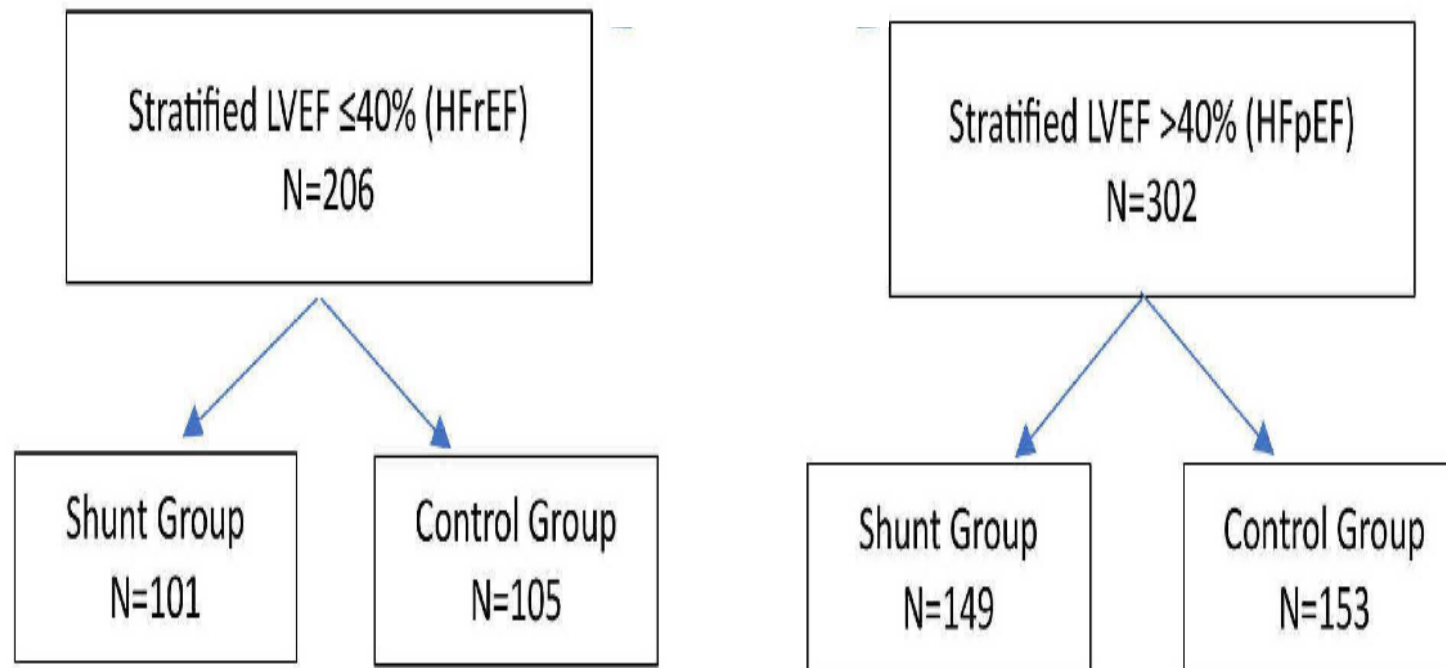 Stratified LVEF ≤40% (HFrEF)
N=206
Stratified LVEF >40% (HFpEF)
N=302
Shunt Group
N=101
Control Group
N=105
Shunt Group
N=149
Control Group
N=153